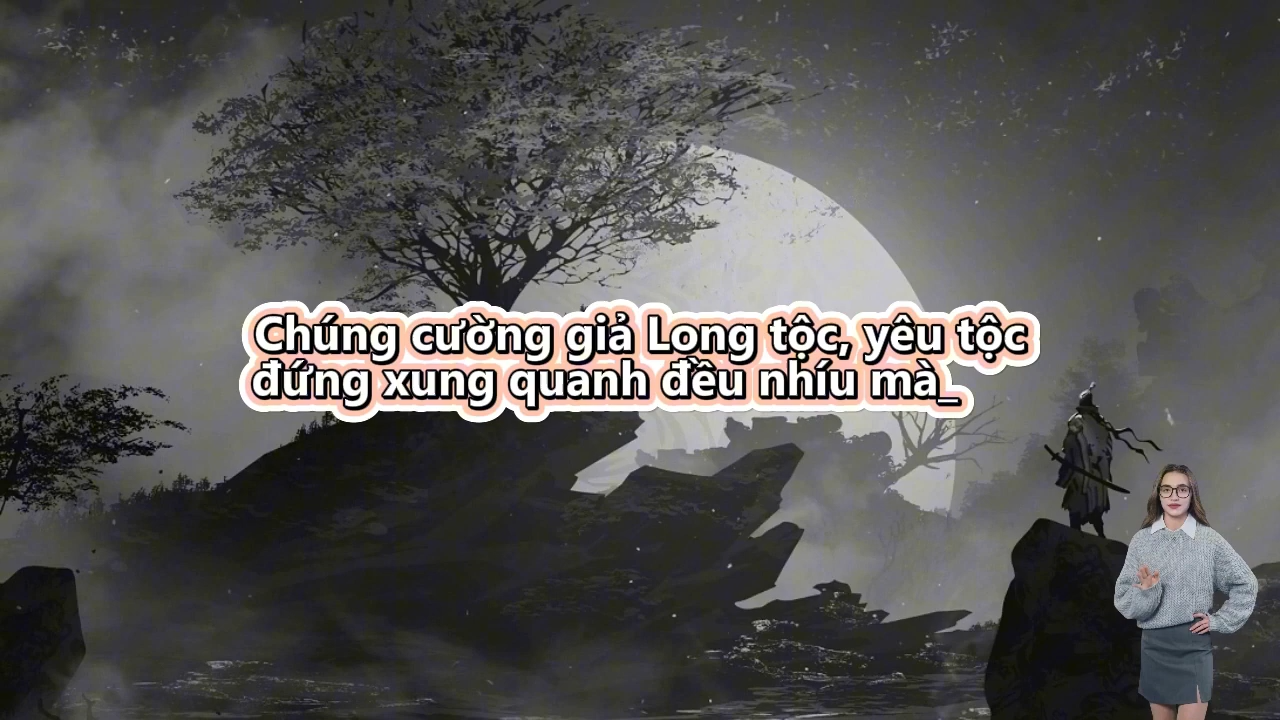 Chúng cường giả Long tộc, yêu tộc
đứng xung quanh đều nhíu mà_